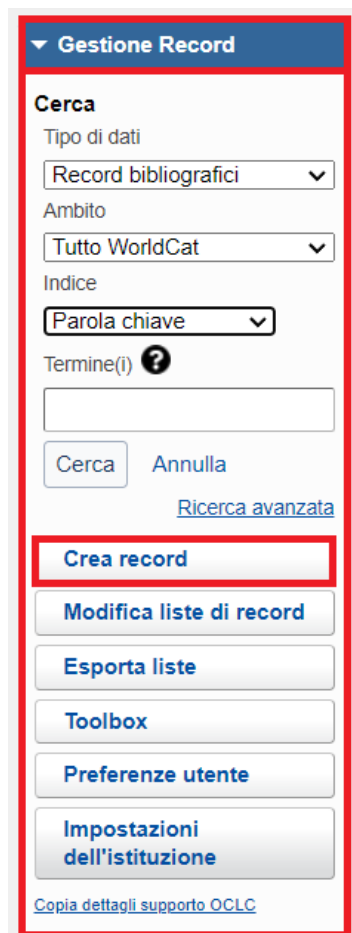 Gestione Record
Cerca
Tipo di dati
Record bibliografici
Ambito
Tutto WorldCat
Indice
Parola chiave
Termine(i) ?
Cerca Annulla
Ricerca avanzata
Crea record
Modifica liste di record
Esporta liste
Toolbox
Preferenze utente
Impostazioni
dell'istituzione
Copia dettagli supporto OCLC